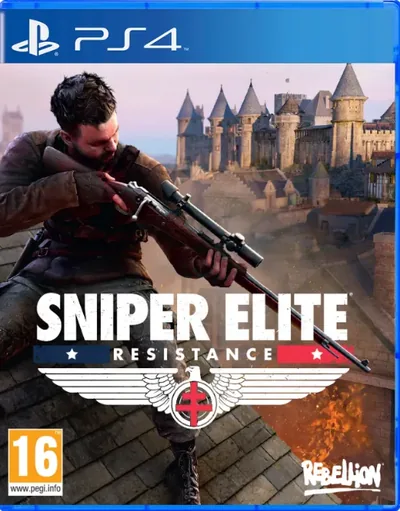 PS4
SNIPER ELITE
RESISTANCE
16
www.pegi.info
REBELLION